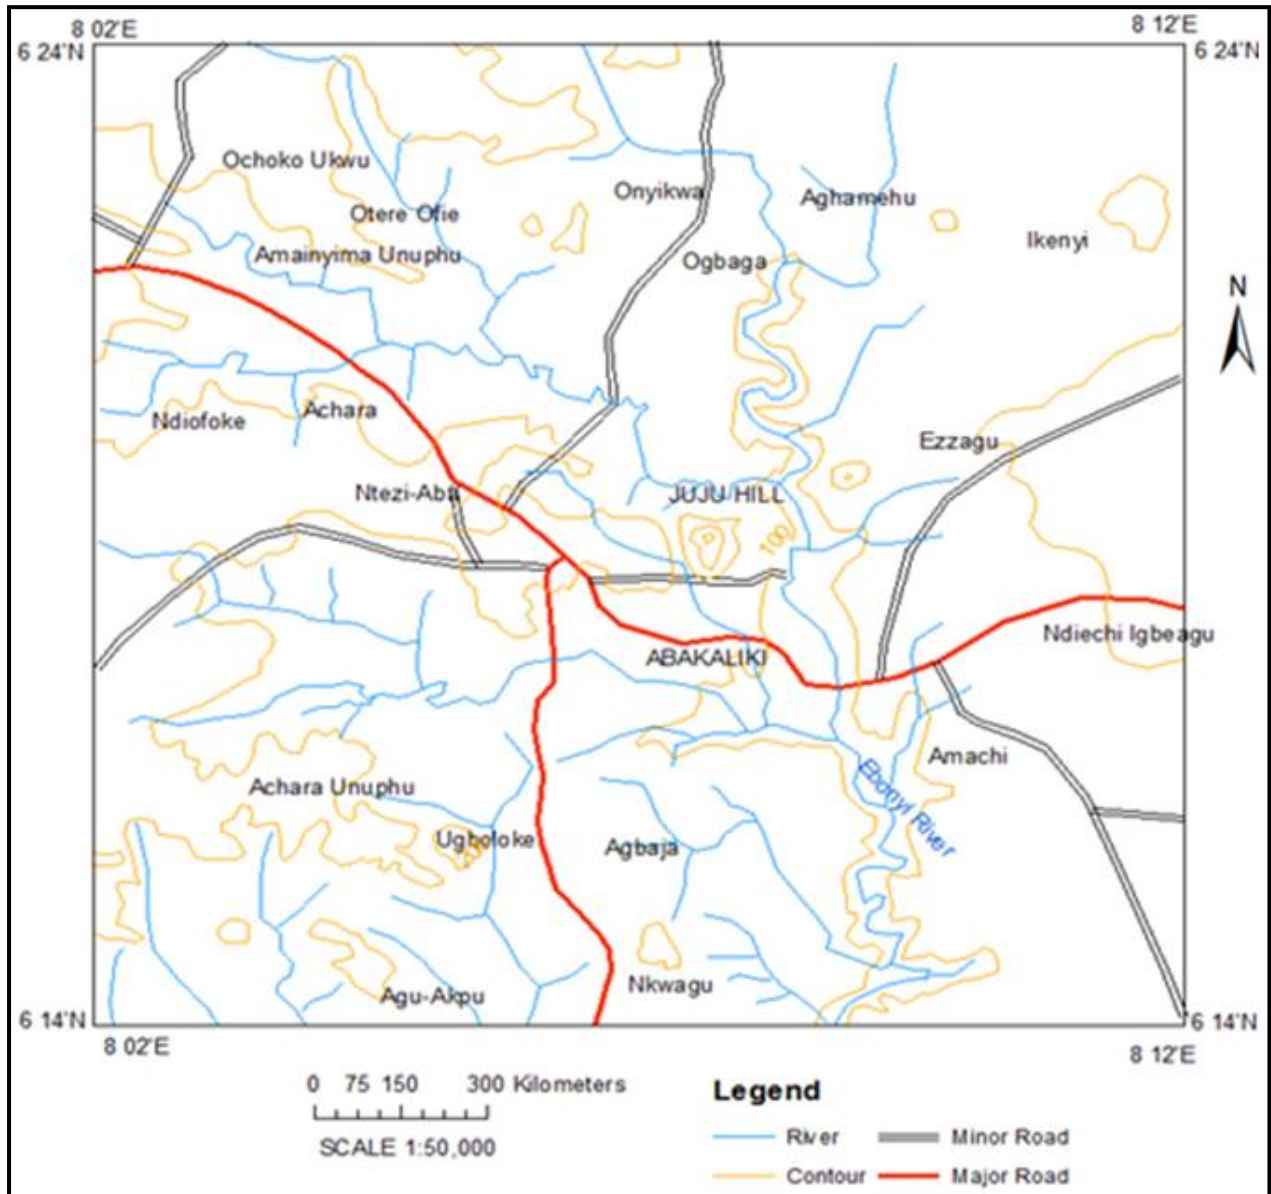 8 02'E
8 12'E
6 24'N
6 24'N
Ochoko Ukwu
Onyikwa
Aghamehu
Otere Ofie
Ikenyi
Amainyima Unuphu
Ogbaga
N
Ndiofoke
Achara
Ezzagu
Ntezi-Aba
JUJU HILL
100
Ndiechi Igbeagu
ABAKALIKI
Amachi
Achara Unuphu
Ebonyi River
Ugboloke
Agbaja
Nkwagu
Agu-Akpu
6 14'N
6 14'N
8 02'E
8 12'E
0 75 150 300 Kilometers
SCALE 1:50,000
Legend
River
Minor Road
Contour
Major Road